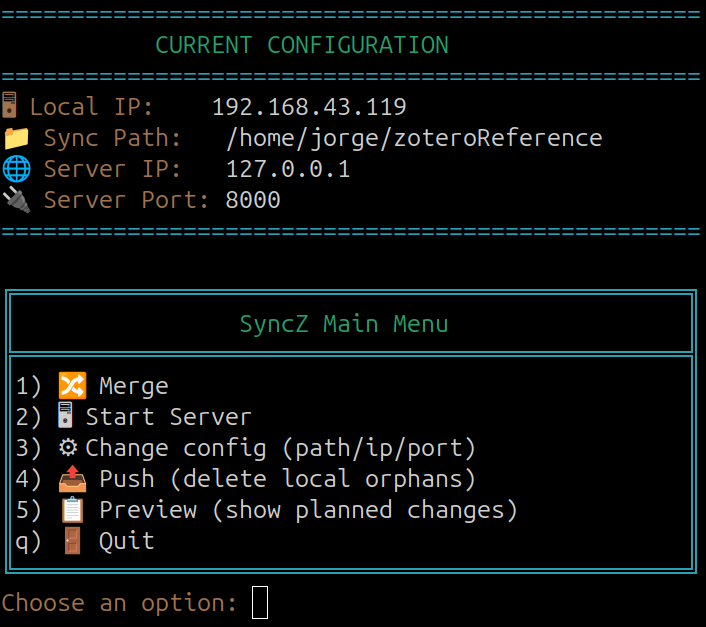 ==================================================
CURRENT CONFIGURATION
==================================================
🖥 Local IP: 192.168.43.119
📁 Sync Path: /home/jorge/zoteroReference
🌐 Server IP: 127.0.0.1
🔌 Server Port: 8000
==================================================
SyncZ Main Menu
1) 🔀 Merge
2) 🖥 Start Server
3) ⚙ Change config (path/ip/port)
4) 📤 Push (delete local orphans)
5) 📋 Preview (show planned changes)
q) 🚪 Quit
Choose an option: